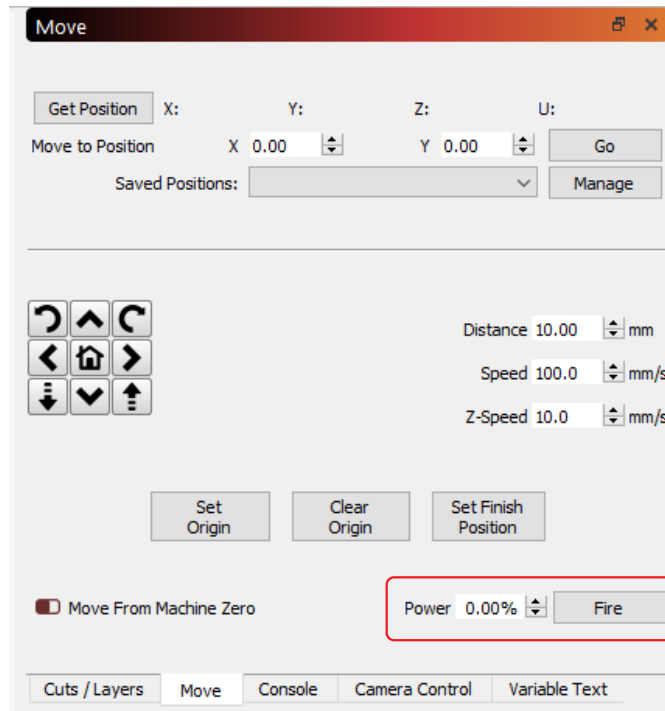 Move
Get Position X: Y: Z: U:
Move to Position X 0.00 Y 0.00 Go
Saved Positions: Manage
Distance 10.00 mm
Speed 100.0 mm/s
Z-Speed 10.0 mm/s
Set Origin Clear Origin Set Finish Position
Move From Machine Zero Power 0.00% Fire
Cuts / Layers Move Console Camera Control Variable Text